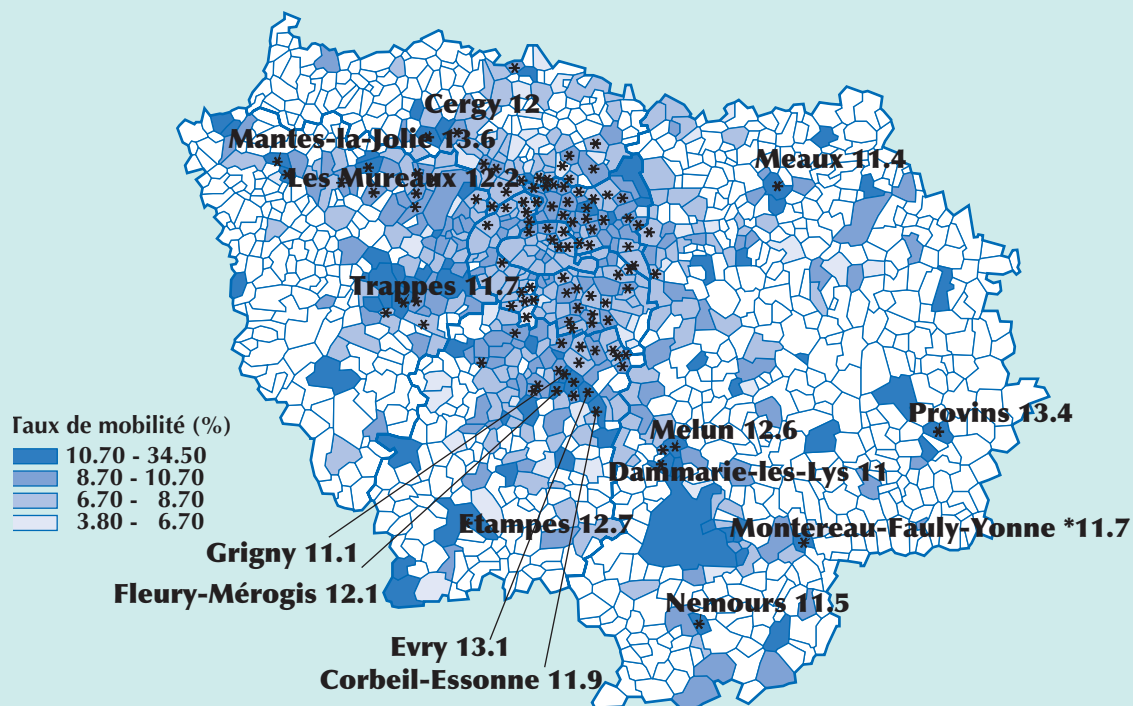 Cergy 12
Mantes-la-Jolie 13.6
Meaux 11.4
Les Mureaux 12.2
Trappes 11.7
Taux de mobilité (%)
10.70 - 34.50
8.70 - 10.70
6.70 - 8.70
3.80 - 6.70
Provins 13.4
Melun 12.6
Dammarie-les-Lys 11
Etampes 12.7
Montereau-Fauly-Yonne *11.7
Grigny 11.1
Fleury-Mérogis 12.1
Nemours 11.5
Evry 13.1
Corbeil-Essonne 11.9